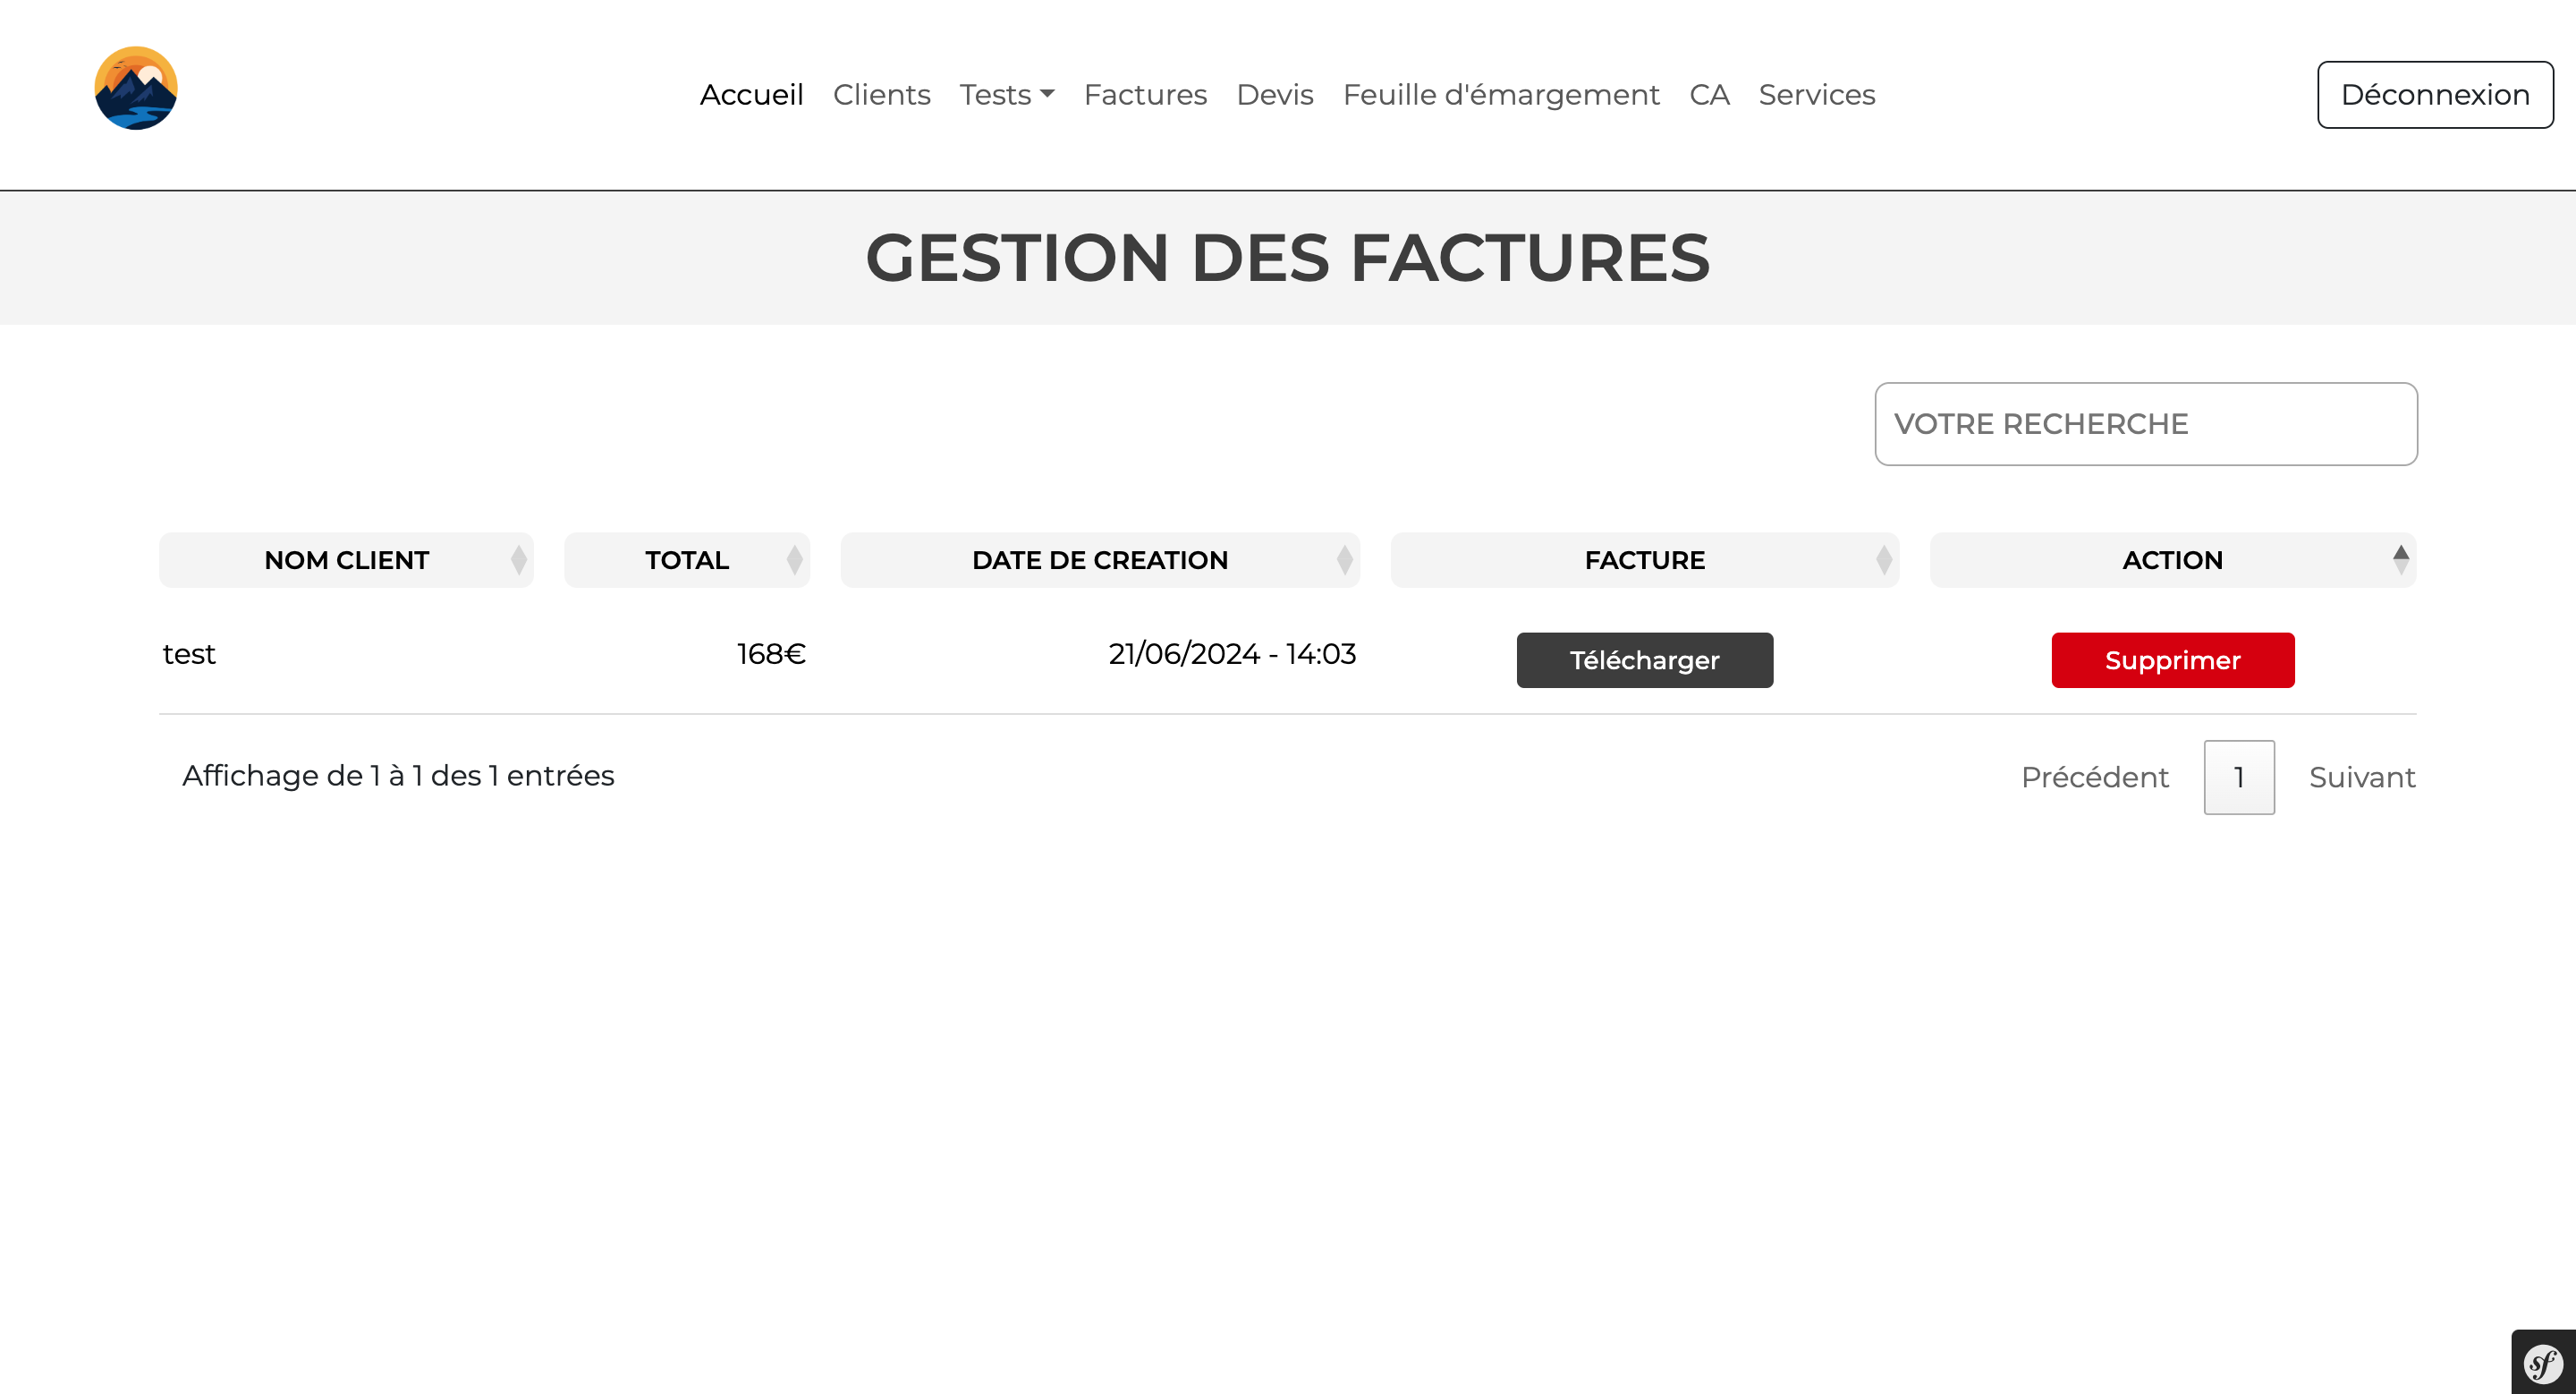 Accueil Clients Tests Factures Devis Feuille d'émargement CA Services Déconnexion
GESTION DES FACTURES
VOTRE RECHERCHE
NOM CLIENT TOTAL DATE DE CREATION FACTURE ACTION
test 168€ 21/06/2024 - 14:03 Télécharger Supprimer
Affichage de 1 à 1 des 1 entrées Précédent 1 Suivant
sf